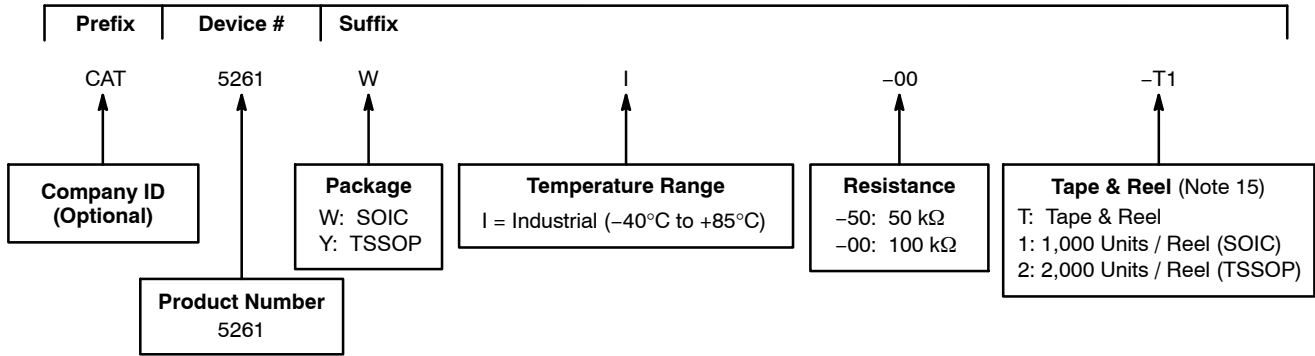 Prefix Device # Suffix
CAT 5261 W I −00 −T1
Company ID
(Optional)
Product Number
5261
Package
W: SOIC
Y: TSSOP
Temperature Range
I = Industrial (−40°C to +85°C)
Resistance
−50: 50 kΩ
−00: 100 kΩ
Tape & Reel (Note 15)
T: Tape & Reel
1: 1,000 Units / Reel (SOIC)
2: 2,000 Units / Reel (TSSOP)